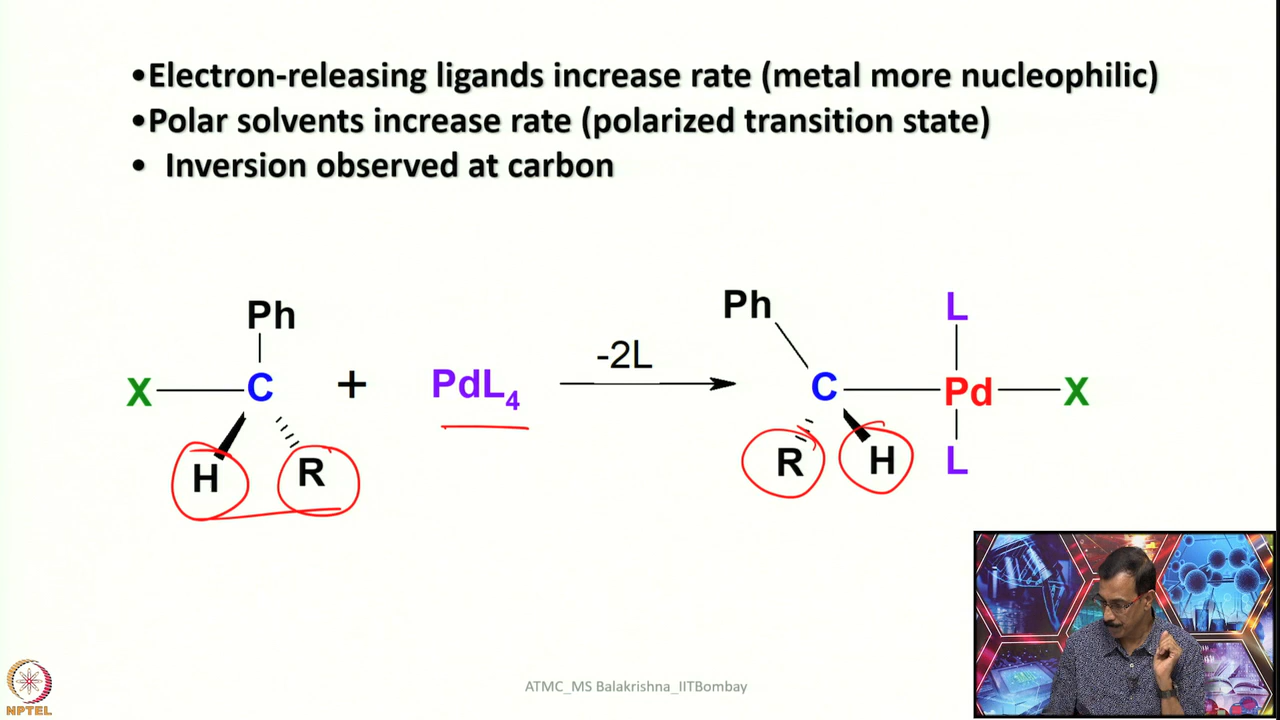 •Electron-releasing ligands increase rate (metal more nucleophilic)
•Polar solvents increase rate (polarized transition state)
• Inversion observed at carbon
Ph
X C + PdL4
H R
-2L
Ph L
C Pd X
R H L
ATMC_MS Balakrishna_IITBombay
NPTEL